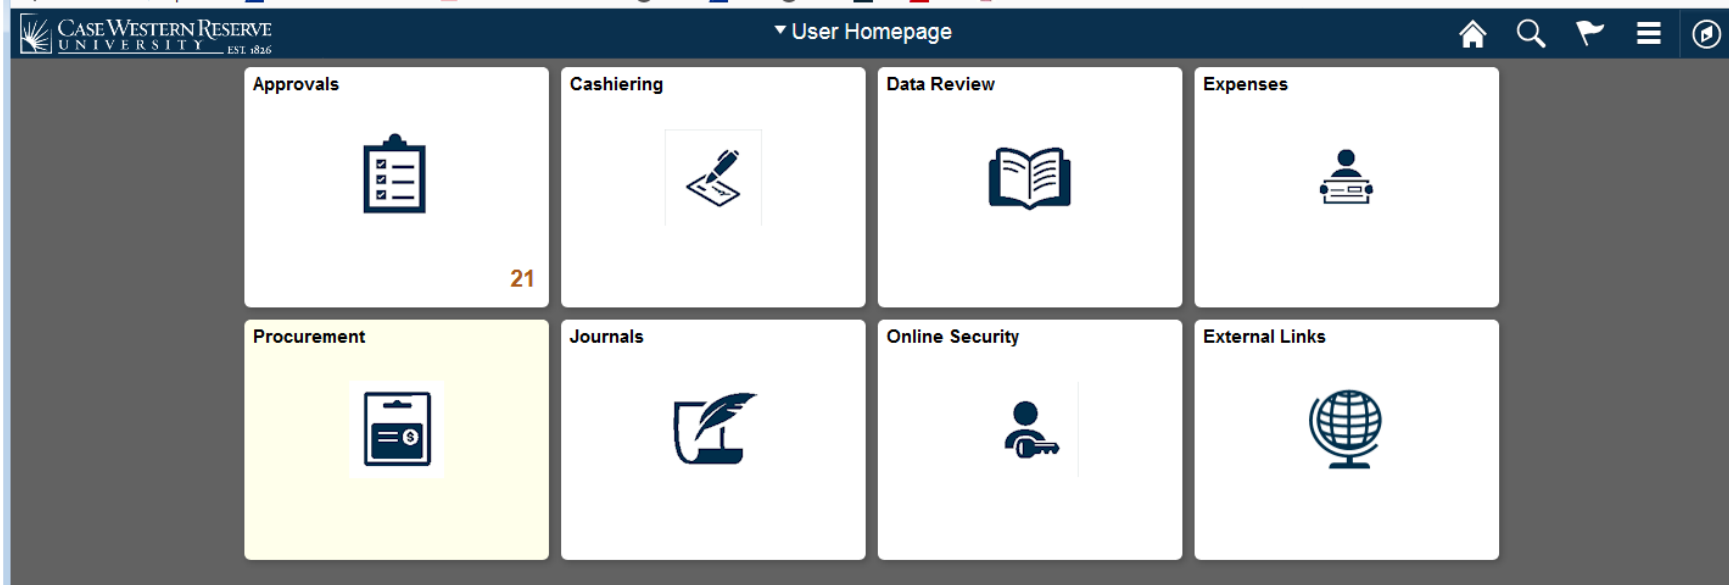 CASE WESTERN RESERVE
UNIVERSITY EST. 1826
User Homepage
Approvals
Cashiering
Data Review
Expenses
21
Procurement
Journals
Online Security
External Links